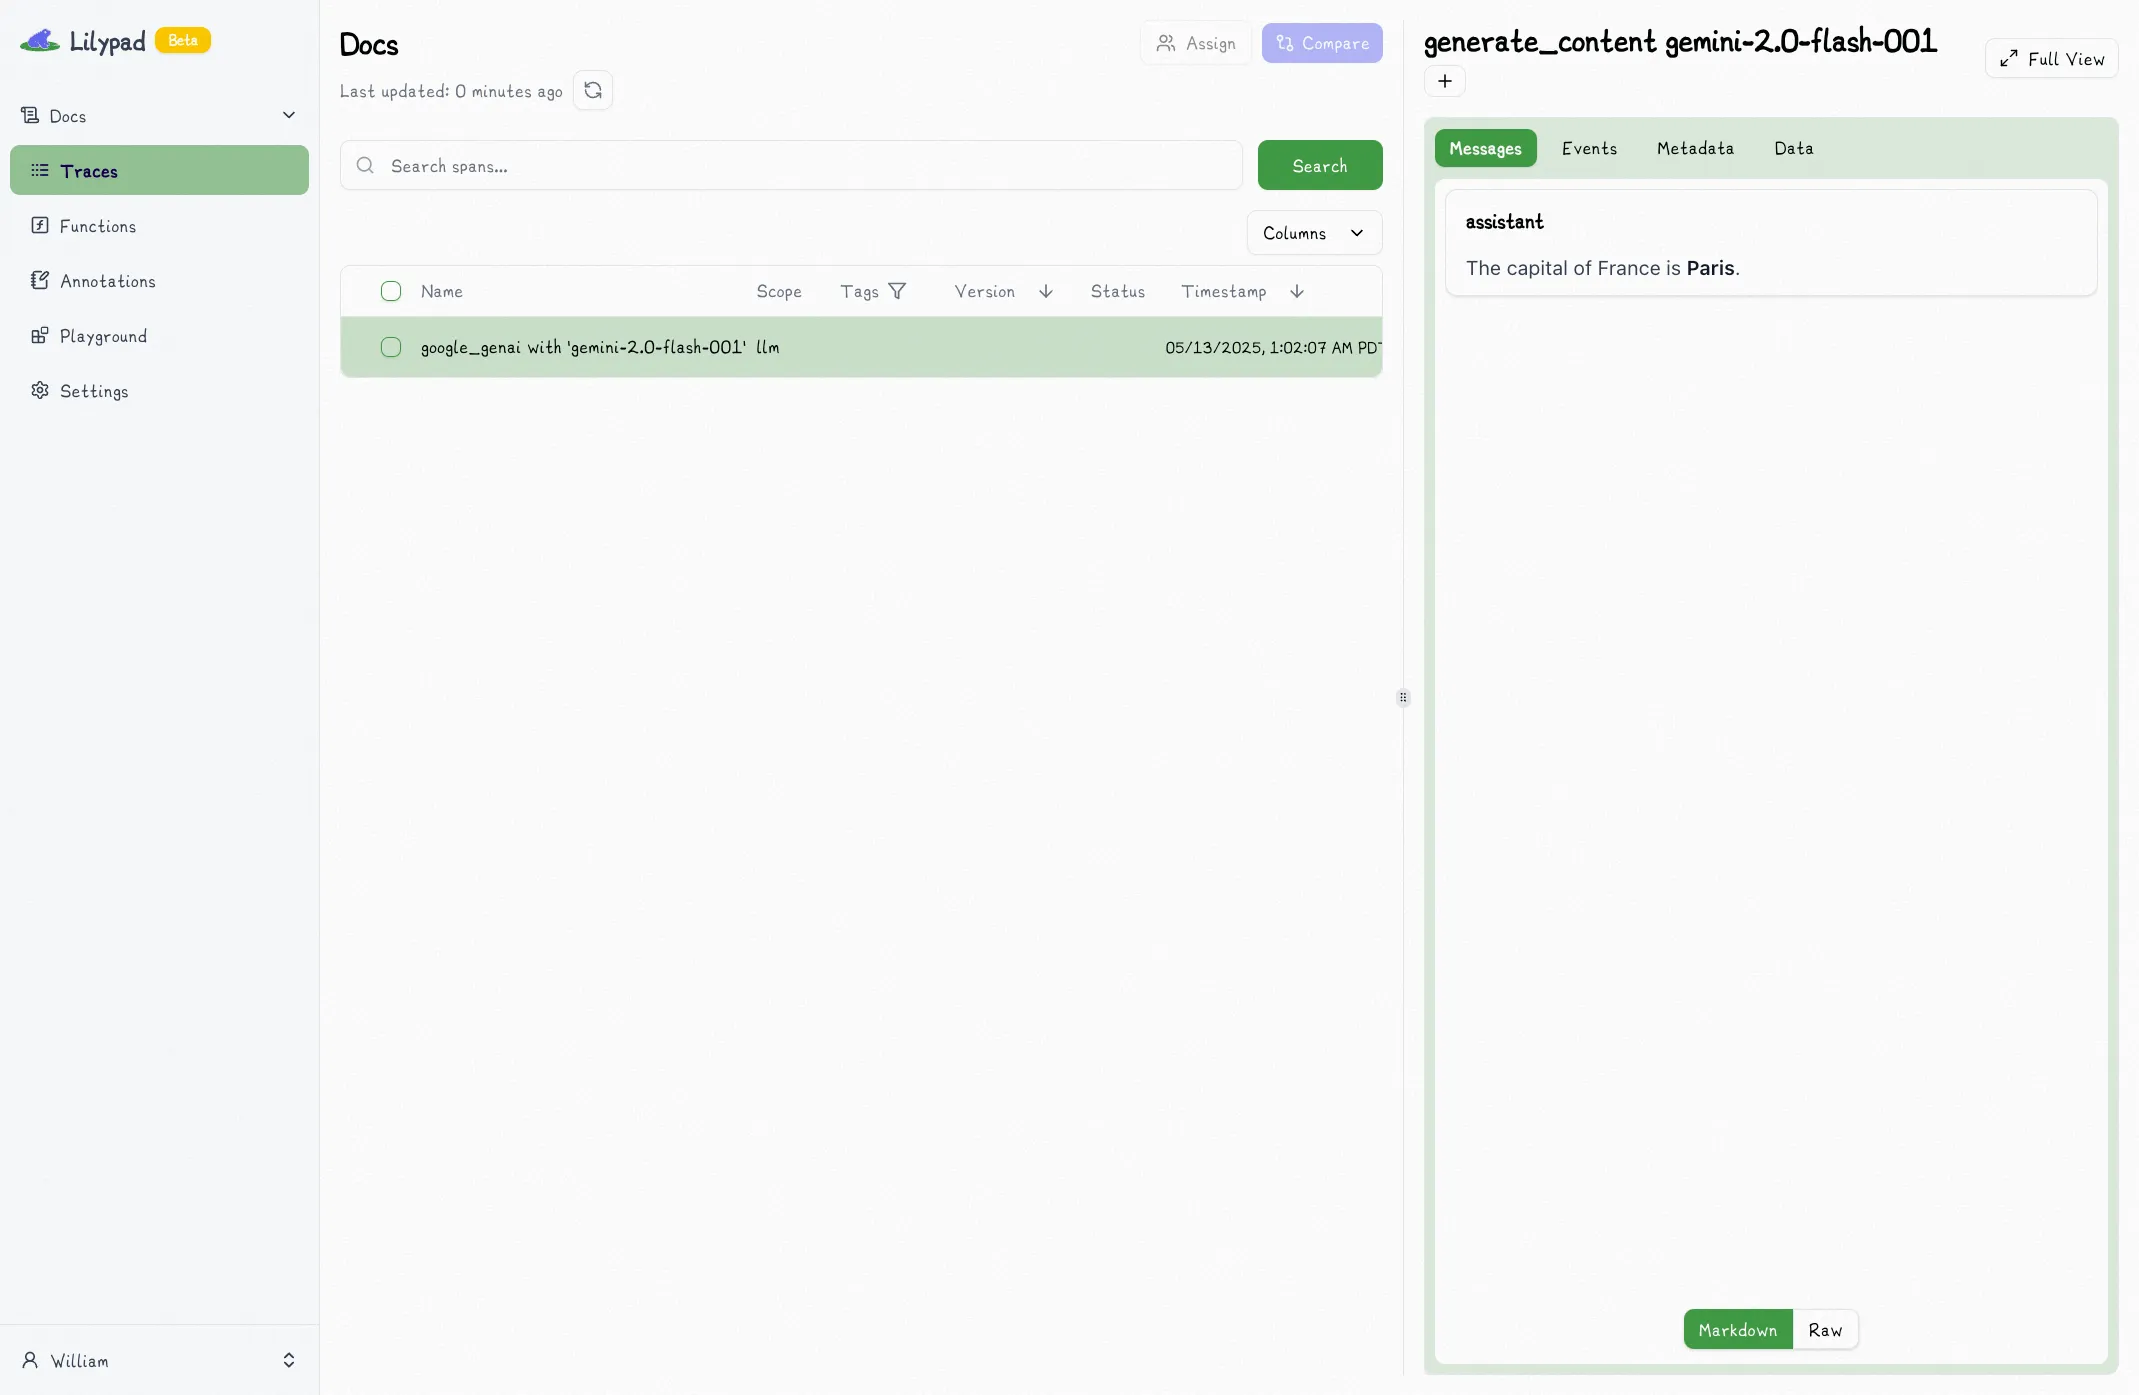 Lilypad Beta
Docs
Traces
Functions
Annotations
Playground
Settings
William
Docs
Assign
Compare
Last updated: 0 minutes ago
Search spans...
Search
Columns
Name Scope Tags Version Status Timestamp
google_genai with 'gemini-2.0-flash-001' llm 05/13/2025, 1:02:07 AM PDT
generate_content gemini-2.0-flash-001
Full View
Messages Events Metadata Data
assistant
The capital of France is Paris.
Markdown Raw